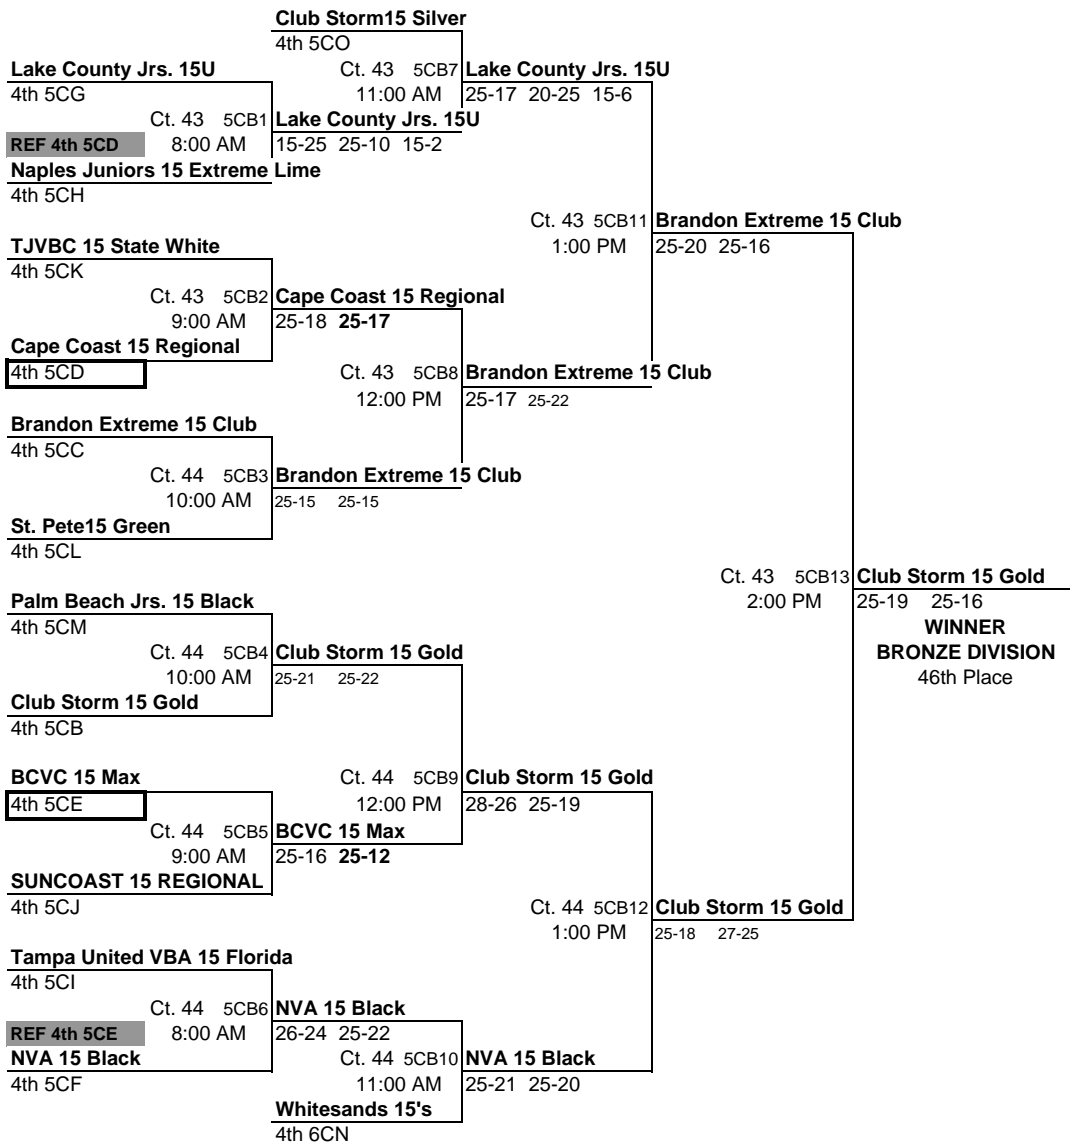 Club Storm15 Silver
4th 5CO
Lake County Jrs. 15U
Ct. 43 5CB7 Lake County Jrs. 15U
4th 5CG
11:00 AM 25-17 20-25 15-6
Ct. 43 5CB1 Lake County Jrs. 15U
REF 4th 5CD 8:00 AM 15-25 25-10 15-2
Naples Juniors 15 Extreme Lime
4th 5CH
Ct. 43 5CB11 Brandon Extreme 15 Club
TJVBC 15 State White
1:00 PM 25-20 25-16
4th 5CK
Ct. 43 5CB2 Cape Coast 15 Regional
9:00 AM 25-18 25-17
Cape Coast 15 Regional
4th 5CD
Ct. 43 5CB8 Brandon Extreme 15 Club
12:00 PM 25-17 25-22
Brandon Extreme 15 Club
4th 5CC
Ct. 44 5CB3 Brandon Extreme 15 Club
10:00 AM 25-15 25-15
St. Pete15 Green
4th 5CL
Ct. 43 5CB13 Club Storm 15 Gold
Palm Beach Jrs. 15 Black
2:00 PM 25-19 25-16
4th 5CM
WINNER
Ct. 44 5CB4 Club Storm 15 Gold
BRONZE DIVISION
10:00 AM 25-21 25-22
46th Place
Club Storm 15 Gold
4th 5CB
BCVC 15 Max
Ct. 44 5CB9 Club Storm 15 Gold
4th 5CE
12:00 PM 28-26 25-19
Ct. 44 5CB5 BCVC 15 Max
9:00 AM 25-16 25-12
SUNCOAST 15 REGIONAL
4th 5CJ
Ct. 44 5CB12 Club Storm 15 Gold
1:00 PM 25-18 27-25
Tampa United VBA 15 Florida
4th 5CI
Ct. 44 5CB6 NVA 15 Black
REF 4th 5CE 8:00 AM 26-24 25-22
NVA 15 Black
Ct. 44 5CB10 NVA 15 Black
4th 5CF
11:00 AM 25-21 25-20
Whitesands 15's
4th 6CN